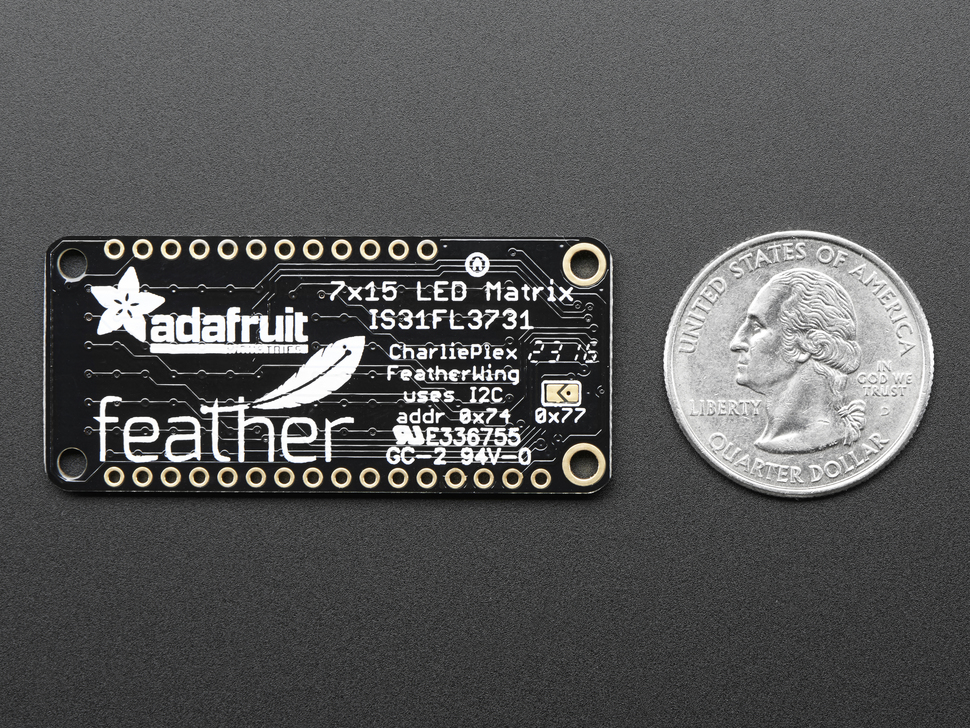 7x15 LED Matrix
IS31FL3731
adafruit
INDUSTRIES
CharliePlex 2316
FeatherWing
uses I2C
addr 0x74 0x77
feather
E336755
GC-2 94V-0
UNITED STATES OF AMERICA
LIBERTY
IN
GOD WE
TRUST
D
QUARTER DOLLAR